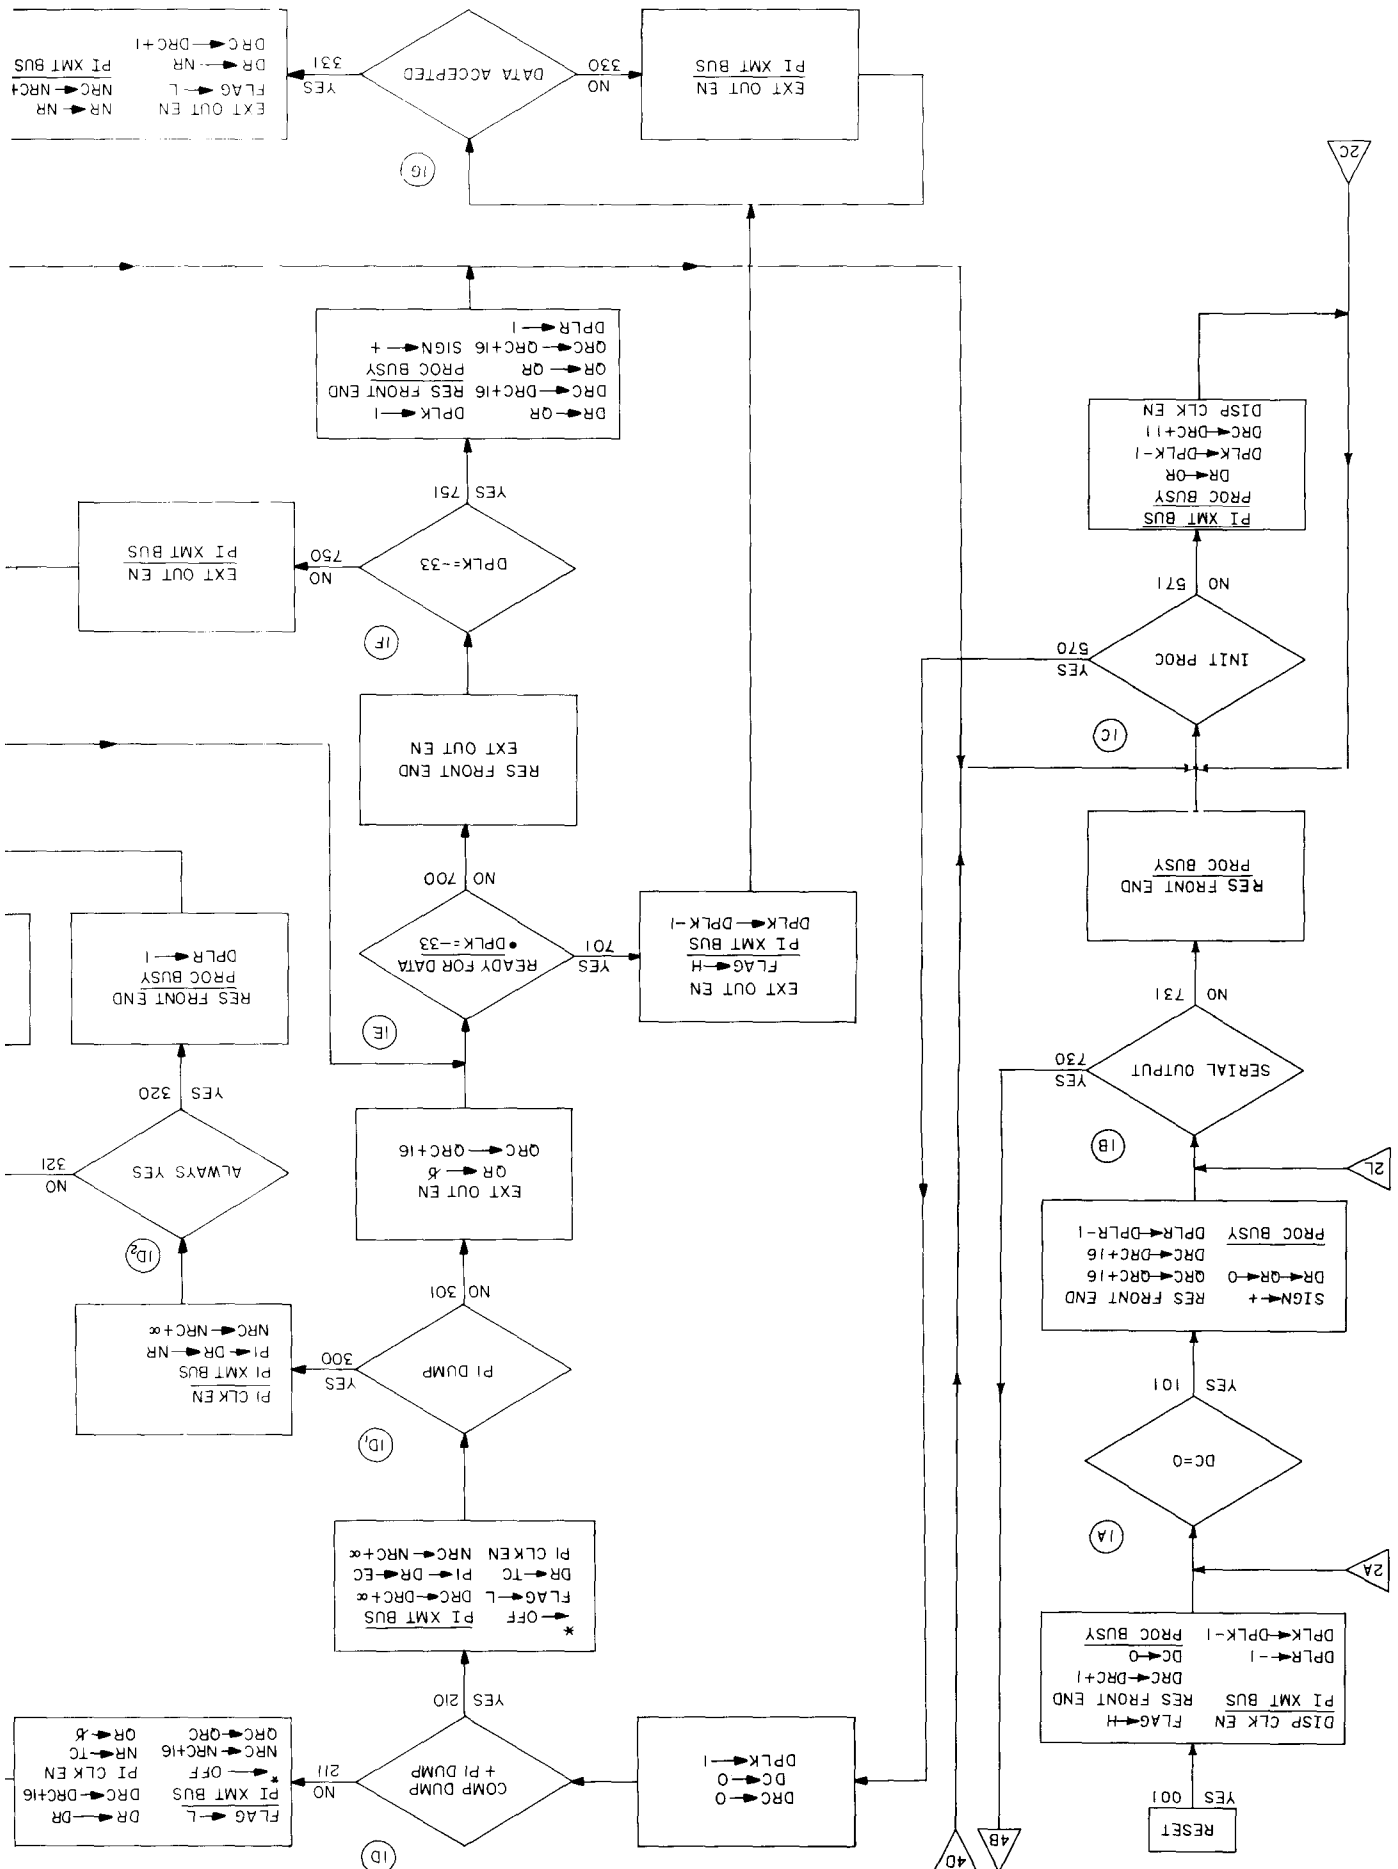 RESET
YES 001
DISP CLK EN FLAG→H
PI XMT BUS RES FRONT END
DRC→DRC+1
DPLR→-1 DC→0
DPLK→DPLK-1 PROC BUSY
2A
1A
DC=0
YES 101
SIGN→+ RES FRONT END
DR→QR→0 QRC→QRC+16
DRC→DRC+16
PROC BUSY DPLR→DPLR-1
2L
1B
SERIAL OUTPUT
YES
730
NO 731
RES FRONT END
PROC BUSY
1C
INIT PROC
YES
570
NO 571
PI XMT BUS
PROC BUSY
DR→QR
DPLK→DPLK-1
DRC→DRC+11
DISP CLK EN
2C
4B
4D
DRC→0
DC→0
DPLK→-1
1D
COMP DUMP
+ PI DUMP
NO
211
YES 210
FLAG→L DR→DR
PI XMT BUS DRC→DRC+16
*→OFF PI CLK EN
NRC→NRC+16 NR→TC
QRC→QRC QR→
*→OFF PI XMT BUS
FLAG→L DRC→DRC+∝
DR→TC PI→DR→EC
PI CLKEN NRC→NRC+∝
1D1
PI DUMP
YES
300
NO 301
PI CLKEN
PI XMT BUS
PI→DR→NR
NRC→NRC+∝
1D2
ALWAYS YES
NO
321
YES 320
RES FRONT END
PROC BUSY
DPLR→-1
EXT OUT EN
QR→
QRC→QRC+16
1E
READY FOR DATA
•DPLK=-33
YES
701
NO 700
EXT OUT EN
FLAG→H
PI XMT BUS
DPLK→DPLK-1
RES FRONT END
EXT OUT EN
1F
DPLK=-33
NO
750
YES 751
EXT OUT EN
PI XMT BUS
DR→QR DPLK→-1
DRC→DRC+16 RES FRONT END
QR→QR PROC BUSY
QRC→QRC+16 SIGN→+
DPLR→-1
1G
DATA ACCEPTED
NO
330
YES
331
EXT OUT EN
PI XMT BUS
EXT OUT EN NR→NR
FLAG→L NRC→NRC+
DR→NR PI XMT BUS
DRC→DRC+1